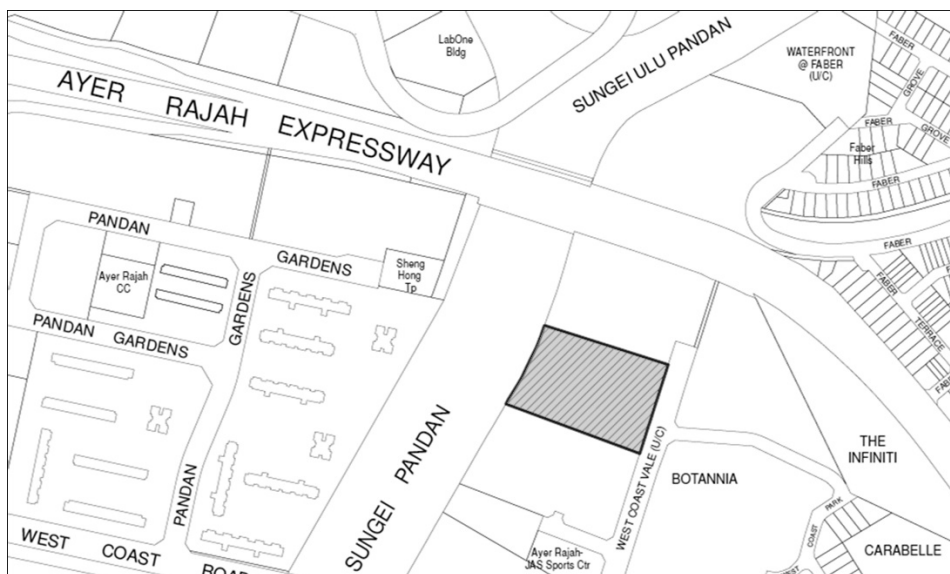 LabOne
Bldg
SUNGEI ULU PANDAN
WATERFRONT
@ FABER
(U/C)
FABER
GROVE
FABER
GROVE
Faber
Hills
FABER
FABER
FABER
TERRACE
AYER RAJAH EXPRESSWAY
PANDAN
GARDENS
Sheng
Hong
Tp
Ayer Rajah
CC
GARDENS
PANDAN GARDENS
PANDAN
SUNGEI PANDAN
WEST COAST VALE (U/C)
BOTANNIA
THE
INFINITI
PARK
COAST
CARABELLE
Ayer Rajah-
JAS Sports Ctr
WEST COAST ROAD